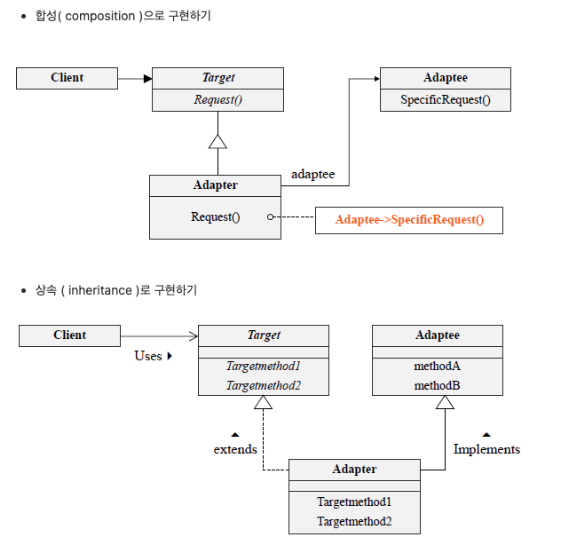 합성( composition )으로 구현하기
Client
Target
Request()
Adaptee
SpecificRequest()
adaptee
Adapter
Request()
Adaptee->SpecificRequest()
상속 ( inheritance )로 구현하기
Client
Uses
Target
Targetmethod1
Targetmethod2
Adaptee
methodA
methodB
extends
Implements
Adapter
Targetmethod1
Targetmethod2